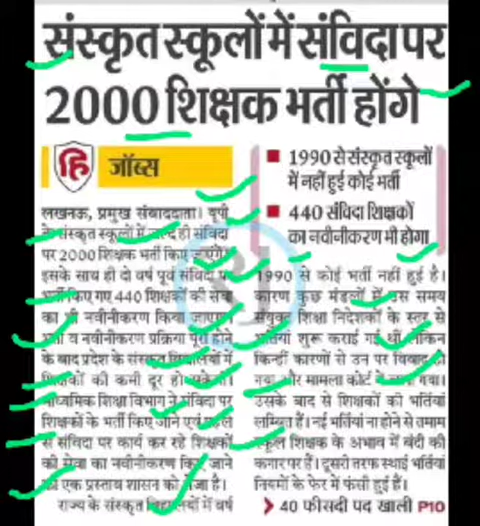 संस्कृत स्कूलों में संविदा पर
2000 शिक्षक भर्ती होंगे
हि जॉब्स
1990 से संस्कृत स्कूलों
में नहीं हुई कोई भर्ती
440 संविदा शिक्षकों
का नवीनीकरण भी होगा
लखनऊ, प्रमुख संवाददाता। यूपी
के संस्कृत स्कूलों में जल्द ही संविदा
पर 2000 शिक्षक भर्ती किए जाएंगे।
इसके साथ ही दो वर्ष पूर्व संविदा पर
भर्ती किए गए 440 शिक्षकों की सेवा
का भी नवीनीकरण किया जाएगा।
भर्ती व नवीनीकरण प्रक्रिया पूरी होने
के बाद प्रदेश के संस्कृत विद्यालयों में
शिक्षकों की कमी दूर हो सकेगी।
माध्यमिक शिक्षा विभाग ने संविदा पर
शिक्षकों के भर्ती किए जाने एवं पहले
से संविदा पर कार्य कर रहे शिक्षकों
की सेवा का नवीनीकरण किए जाने
का एक प्रस्ताव शासन को भेजा है।
राज्य के संस्कृत विद्यालयों में वर्ष
1990 से कोई भर्ती नहीं हुई है।
कारण कुछ मंडलों में उस समय
संयुक्त शिक्षा निदेशकों के स्तर से
भर्तियां शुरू कराई गई थीं लेकिन
किन्हीं कारणों से उन पर विवाद हो
गया और मामला कोर्ट में चला गया।
उसके बाद से शिक्षकों की भर्तियां
लम्बित हैं। नई भर्तियां ना होने से तमाम
स्कूल शिक्षक के अभाव में बंदी की
कगार पर हैं। दूसरी तरफ स्थाई भर्तियां
नियमों के फेर में फंसी हुई हैं।
40 फीसदी पद खाली P10